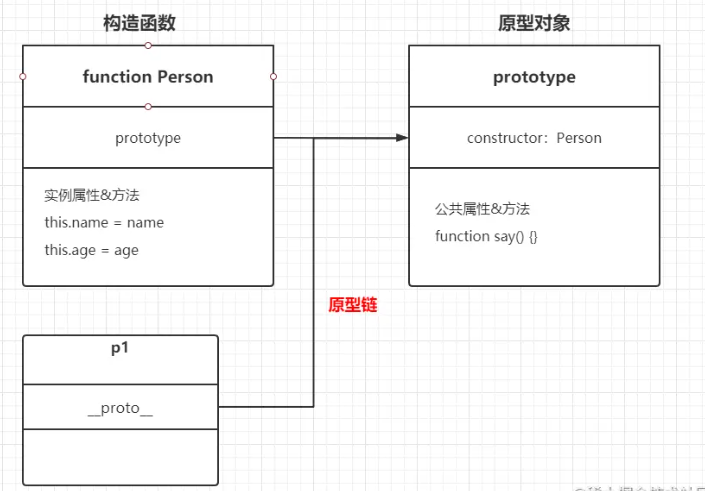 构造函数
function Person
prototype
实例属性&方法
this.name = name
this.age = age
原型对象
prototype
constructor：Person
公共属性&方法
function say() {}
原型链
p1
__proto__